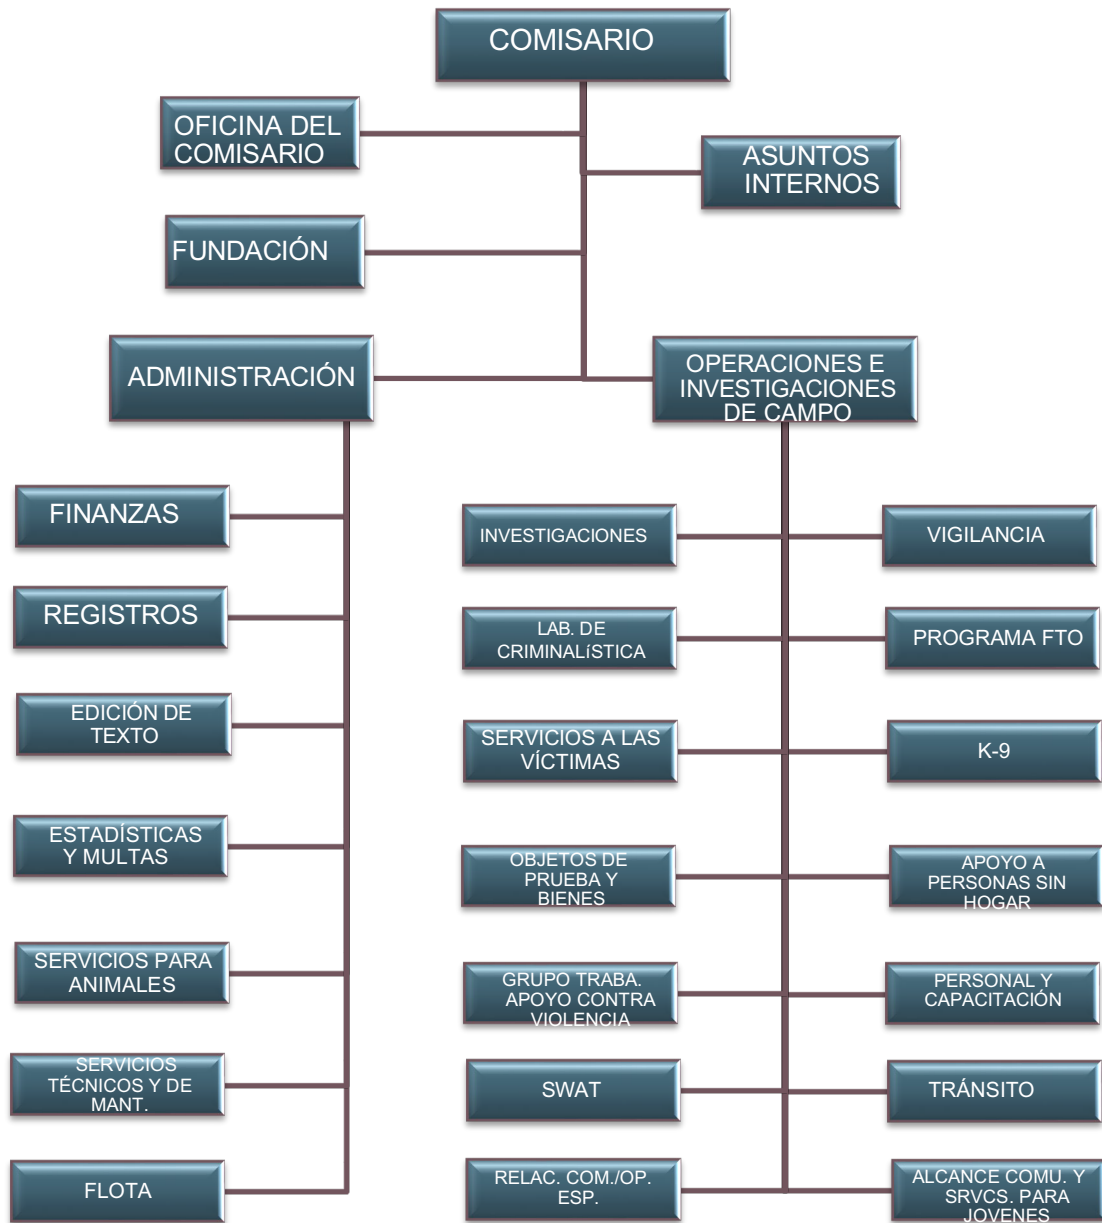 COMISARIO
OFICINA DEL
COMISARIO
ASUNTOS
INTERNOS
FUNDACIÓN
ADMINISTRACIÓN
OPERACIONES E
INVESTIGACIONES
DE CAMPO
FINANZAS
REGISTROS
EDICIÓN DE
TEXTO
ESTADÍSTICAS
Y MULTAS
SERVICIOS PARA
ANIMALES
SERVICIOS
TÉCNICOS Y DE
MANT.
FLOTA
INVESTIGACIONES
LAB. DE
CRIMINALíSTICA
SERVICIOS A LAS
VÍCTIMAS
OBJETOS DE
PRUEBA Y
BIENES
GRUPO TRABA.
APOYO CONTRA
VIOLENCIA
SWAT
RELAC. COM./OP.
ESP.
VIGILANCIA
PROGRAMA FTO
K-9
APOYO A
PERSONAS SIN
HOGAR
PERSONAL Y
CAPACITACIÓN
TRÁNSITO
ALCANCE COMU. Y
SRVCS. PARA
JOVENES